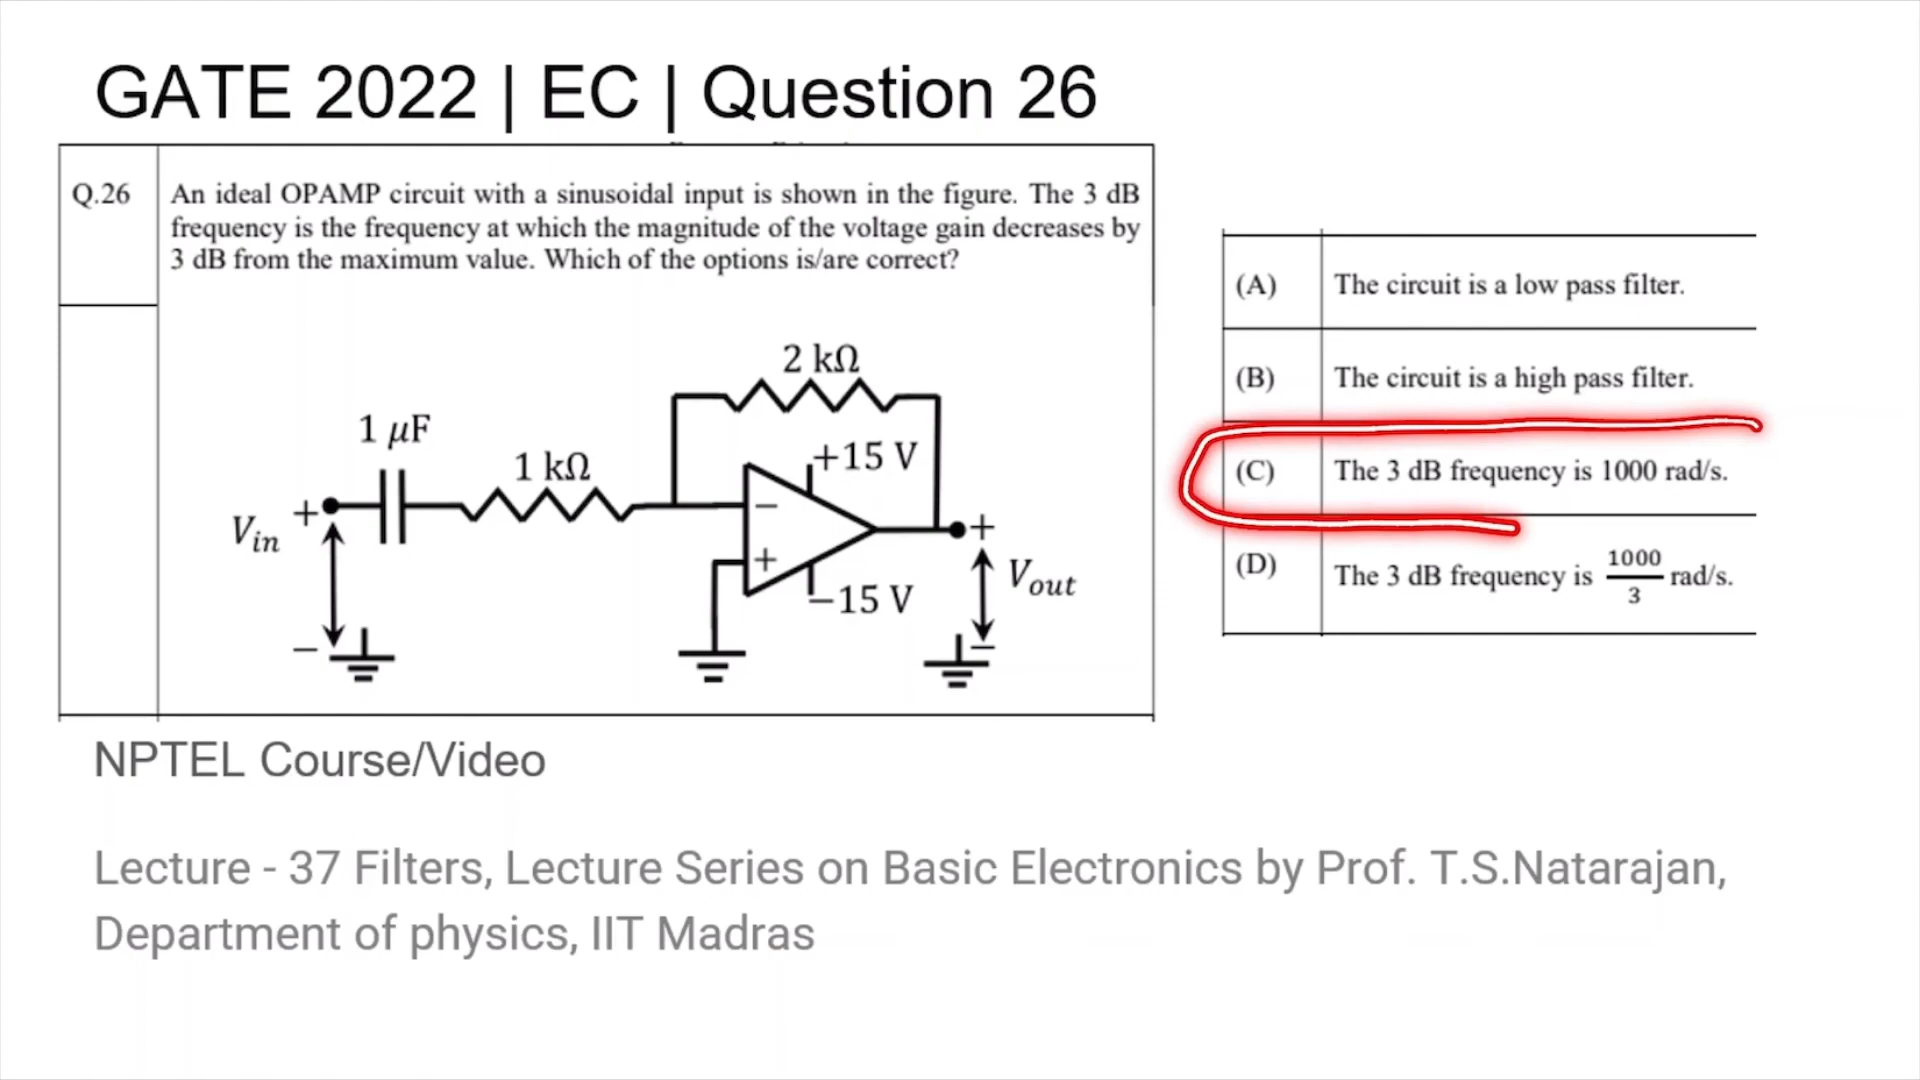 GATE 2022 | EC | Question 26
Q.26
An ideal OPAMP circuit with a sinusoidal input is shown in the figure. The 3 dB
frequency is the frequency at which the magnitude of the voltage gain decreases by
3 dB from the maximum value. Which of the options is/are correct?
2 kΩ
1 μF
+15 V
1 kΩ
−
+
Vin
+
−
+
Vout
−15 V
−
(A) The circuit is a low pass filter.
(B) The circuit is a high pass filter.
(C) The 3 dB frequency is 1000 rad/s.
(D) The 3 dB frequency is 1000/3 rad/s.
NPTEL Course/Video
Lecture - 37 Filters, Lecture Series on Basic Electronics by Prof. T.S.Natarajan,
Department of physics, IIT Madras